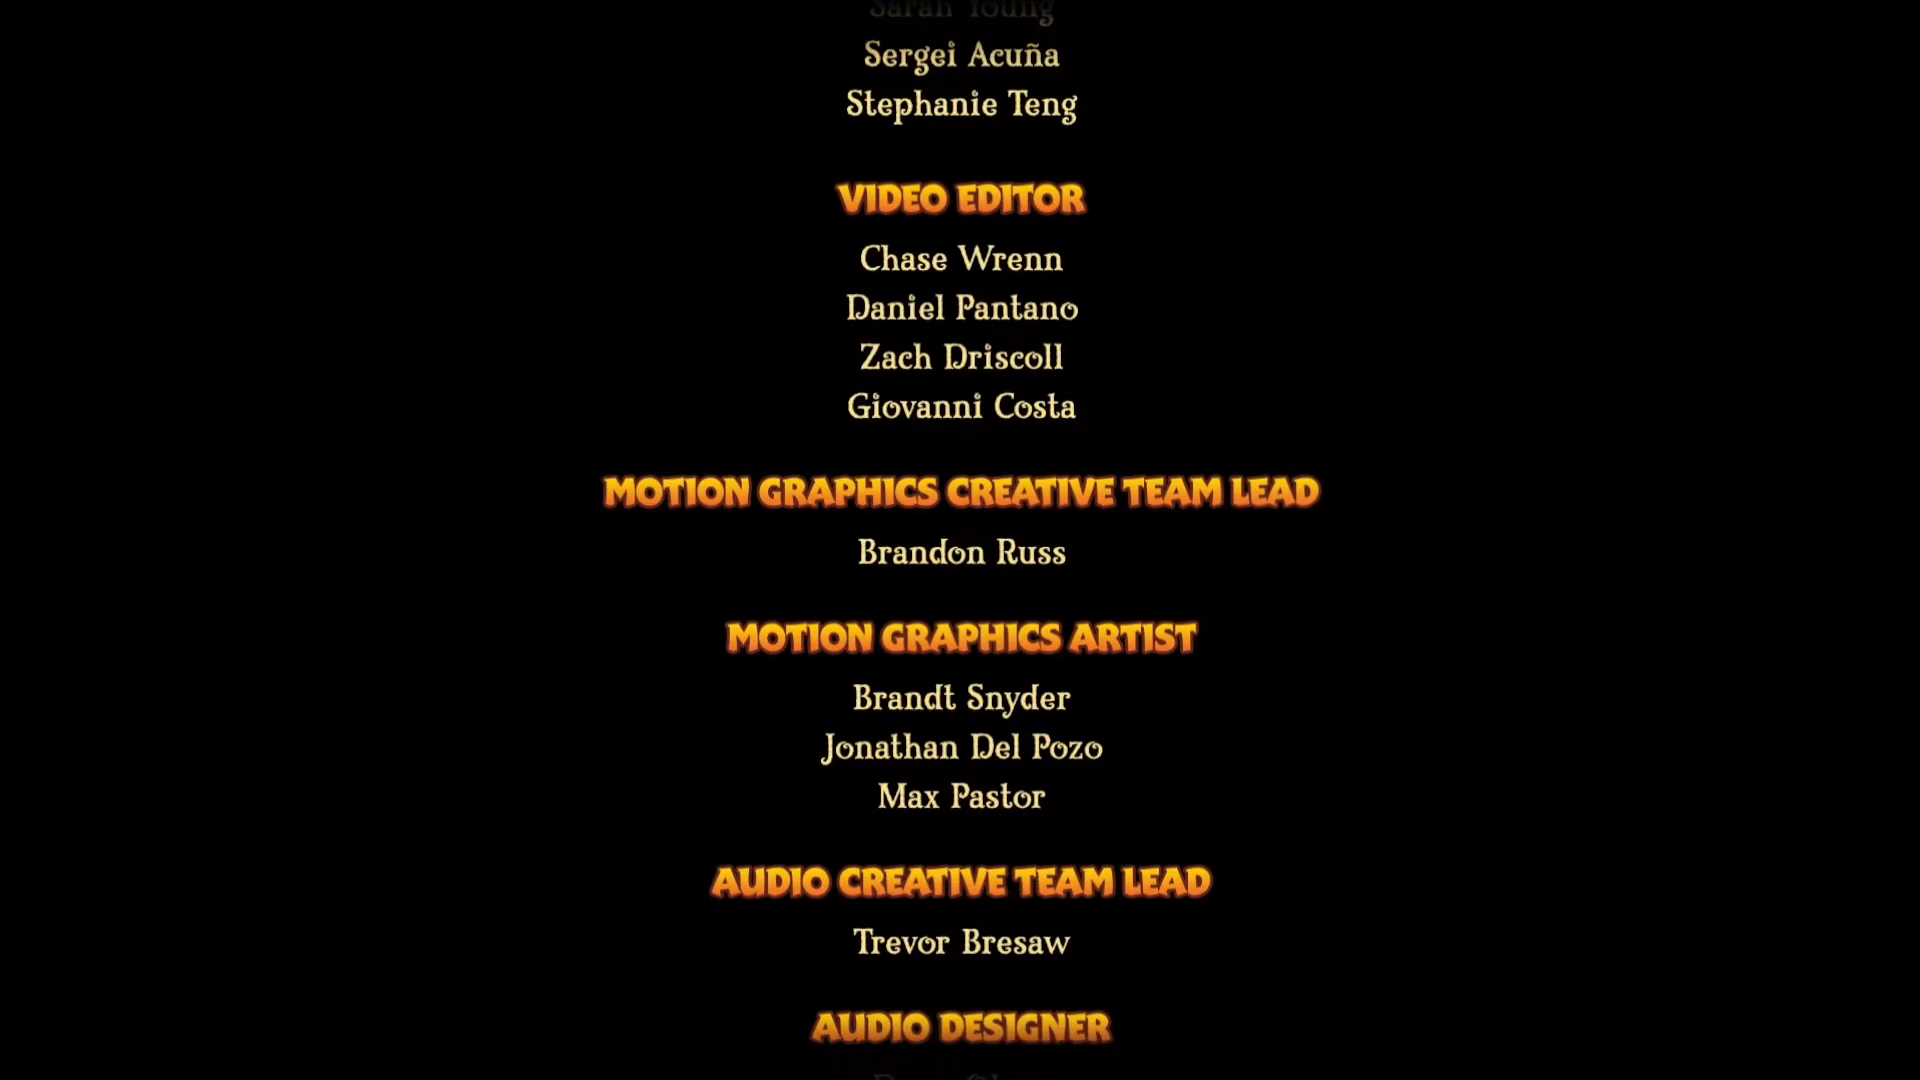 Sarah Young
Sergei Acuña
Stephanie Teng
VIDEO EDITOR
Chase Wrenn
Daniel Pantano
Zach Driscoll
Giovanni Costa
MOTION GRAPHICS CREATIVE TEAM LEAD
Brandon Russ
MOTION GRAPHICS ARTIST
Brandt Snyder
Jonathan Del Pozo
Max Pastor
AUDIO CREATIVE TEAM LEAD
Trevor Bresaw
AUDIO DESIGNER